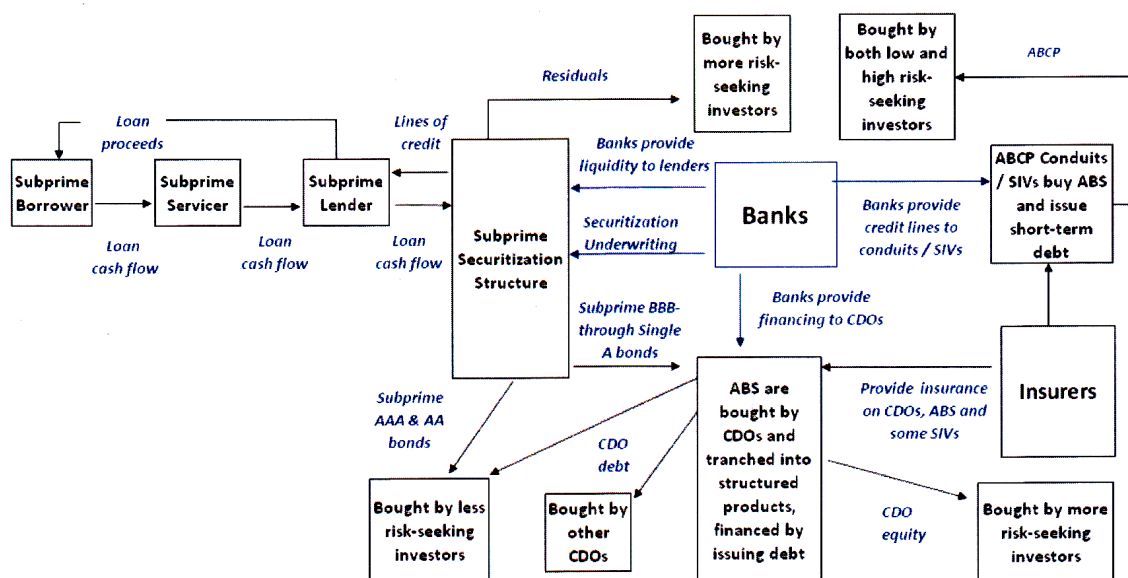 Bought by
more risk-
seeking
investors
Bought by
both low and
high risk-
seeking
investors
ABCP
Residuals
Loan
proceeds
Lines of
credit
Banks provide
liquidity to lenders
Subprime
Borrower
Subprime
Servicer
Subprime
Lender
Subprime
Securitization
Structure
Banks
ABCP Conduits
/ SIVs buy ABS
and issue
short-term
debt
Banks provide
credit lines to
conduits / SIVs
Securitization
Underwriting
Loan
cash flow
Loan
cash flow
Loan
cash flow
Banks provide
financing to CDOs
Subprime BBB-
through Single
A bonds
Insurers
Provide insurance
on CDOs, ABS and
some SIVs
ABS are
bought by
CDOs and
tranched into
structured
products,
financed by
issuing debt
Subprime
AAA & AA
bonds
CDO
debt
Bought by less
risk-seeking
investors
Bought by
other
CDOs
CDO
equity
Bought by more
risk-seeking
investors